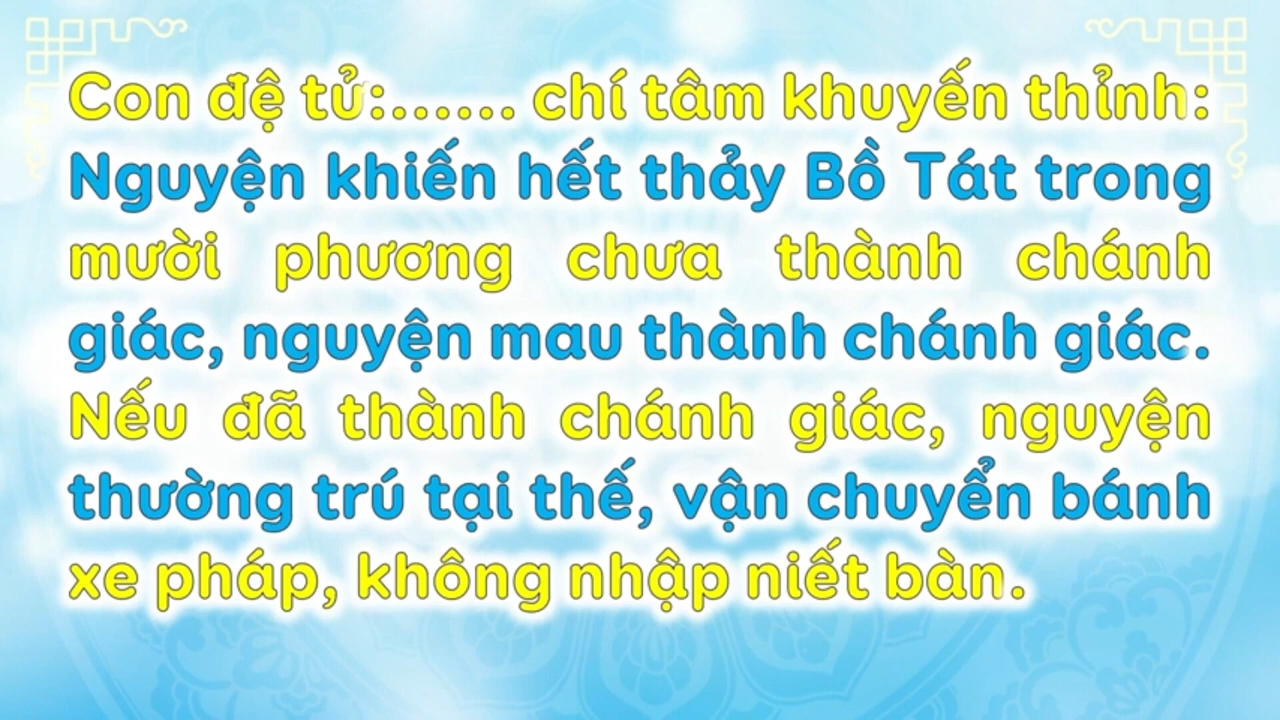 Con đệ tử:...... chí tâm khuyến thỉnh:
Nguyện khiến hết thảy Bồ Tát trong
mười phương chưa thành chánh
giác, nguyện mau thành chánh giác.
Nếu đã thành chánh giác, nguyện
thường trú tại thế, vận chuyển bánh
xe pháp, không nhập niết bàn.